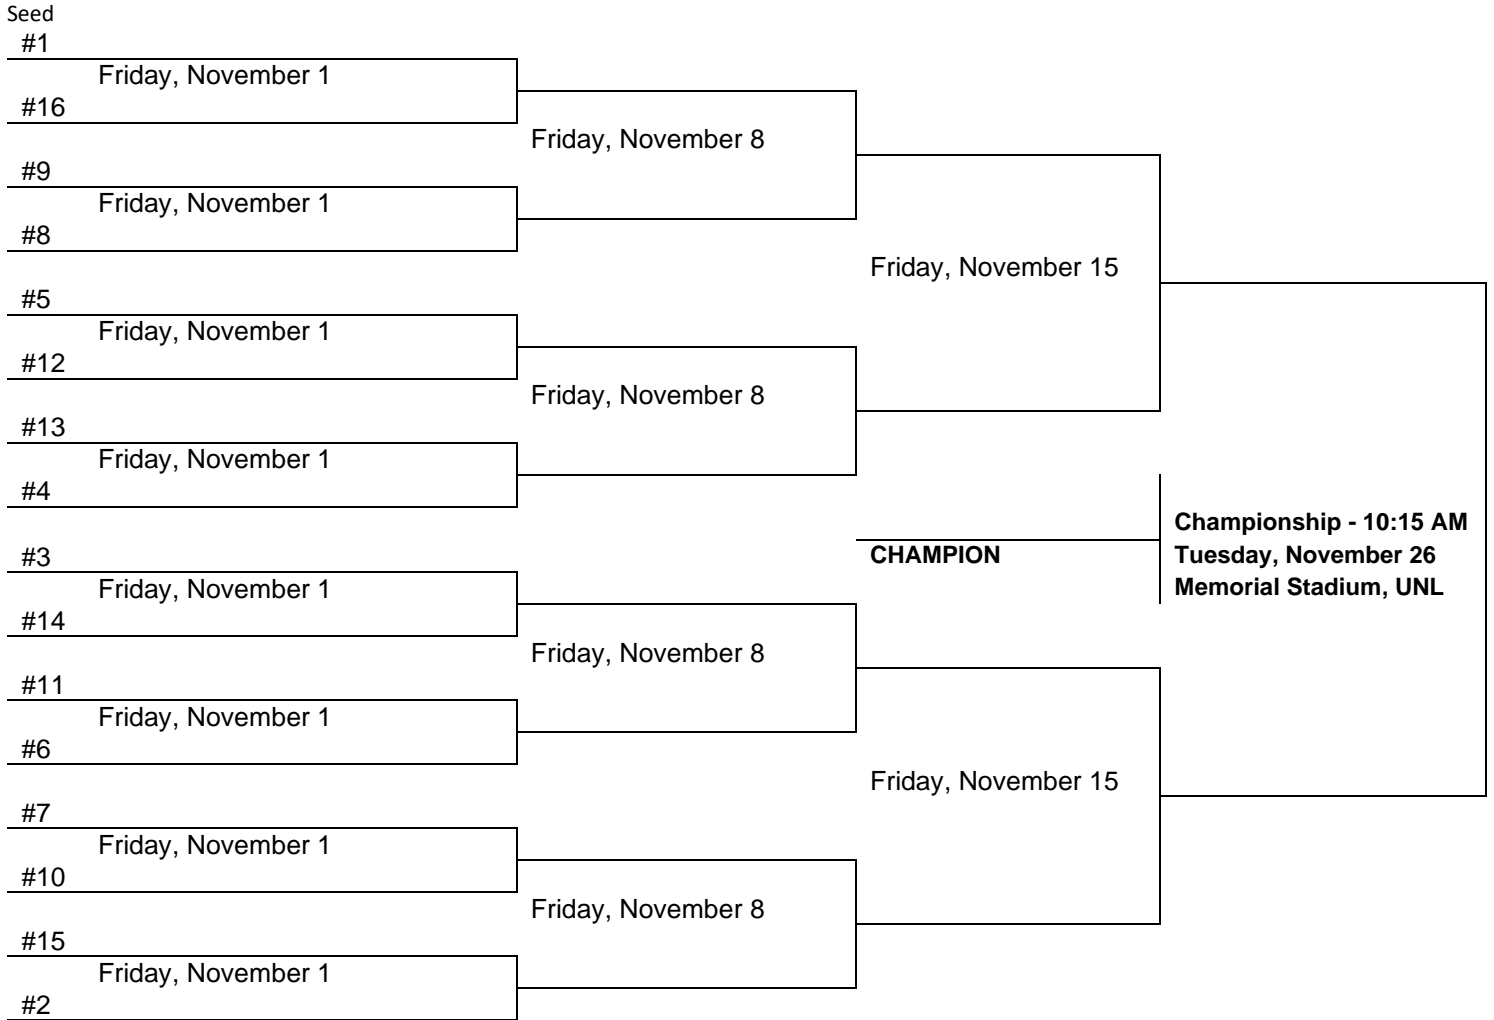 Seed
#1
Friday, November 1
#16
Friday, November 8
#9
Friday, November 1
#8
Friday, November 15
#5
Friday, November 1
#12
Friday, November 8
#13
Friday, November 1
#4
Championship - 10:15 AM
CHAMPION
Tuesday, November 26
Memorial Stadium, UNL
#3
Friday, November 1
#14
Friday, November 8
#11
Friday, November 1
#6
Friday, November 15
#7
Friday, November 1
#10
Friday, November 8
#15
Friday, November 1
#2